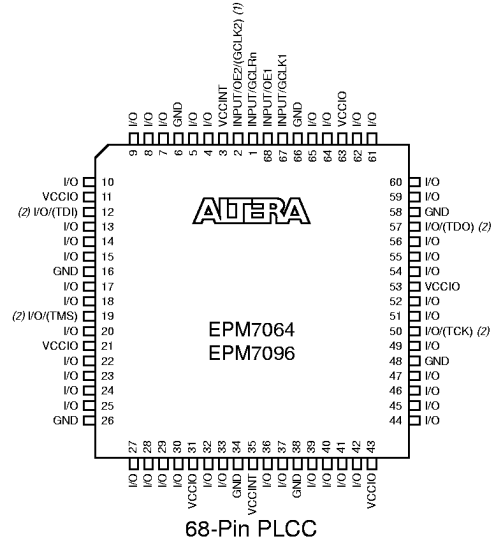 I/O
I/O
I/O
GND
I/O
I/O
VCCINT
INPUT/OE2/(GCLK2) (1)
INPUT/GCLRn
INPUT/OE1
INPUT/GCLK1
GND
I/O
I/O
VCCIO
I/O
I/O
9 8 7 6 5 4 3 2 1 68 67 66 65 64 63 62 61
I/O 10
VCCIO 11
(2) I/O/(TDI) 12
I/O 13
I/O 14
I/O 15
GND 16
I/O 17
I/O 18
(2) I/O/(TMS) 19
I/O 20
VCCIO 21
I/O 22
I/O 23
I/O 24
I/O 25
GND 26
ALTERA
EPM7064
EPM7096
60 I/O
59 I/O
58 GND
57 I/O/(TDO) (2)
56 I/O
55 I/O
54 I/O
53 VCCIO
52 I/O
51 I/O
50 I/O/(TCK) (2)
49 I/O
48 GND
47 I/O
46 I/O
45 I/O
44 I/O
27 28 29 30 31 32 33 34 35 36 37 38 39 40 41 42 43
I/O
I/O
I/O
I/O
VCCIO
I/O
I/O
GND
VCCINT
I/O
I/O
GND
I/O
I/O
I/O
I/O
VCCIO
68-Pin PLCC